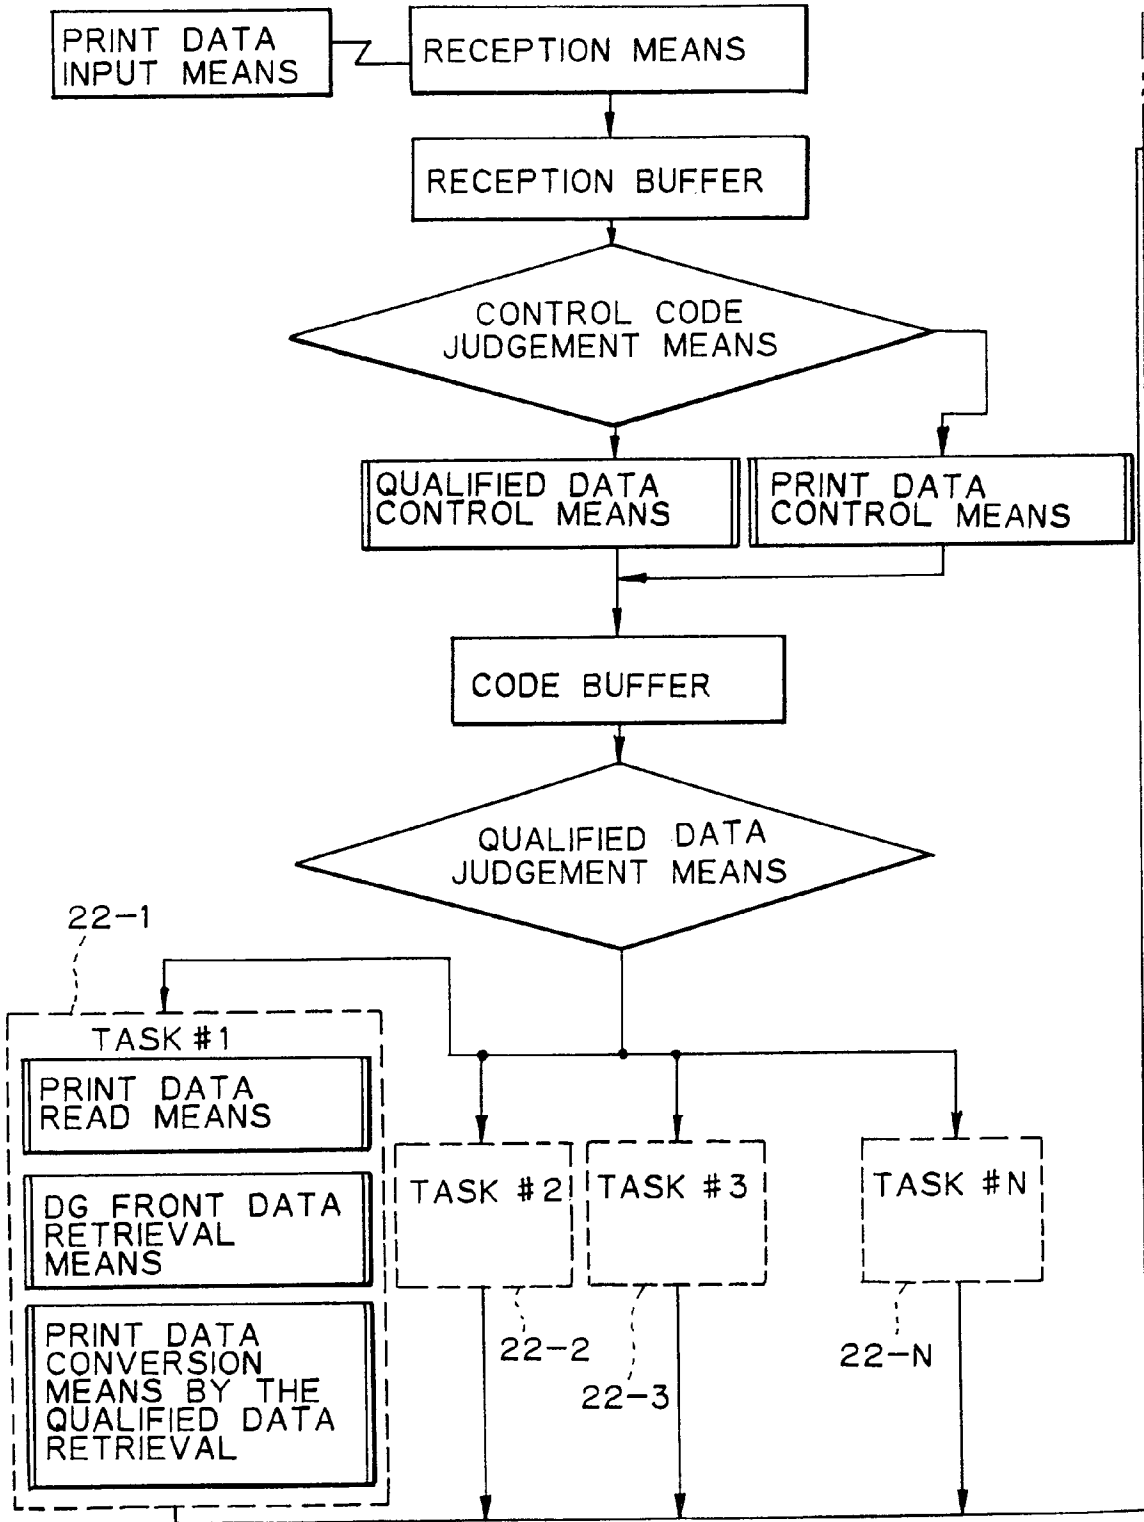 PRINT DATA
INPUT MEANS
RECEPTION MEANS
RECEPTION BUFFER
CONTROL CODE
JUDGEMENT MEANS
QUALIFIED DATA
CONTROL MEANS
PRINT DATA
CONTROL MEANS
CODE BUFFER
QUALIFIED DATA
JUDGEMENT MEANS
22-1
TASK #1
PRINT DATA
READ MEANS
DG FRONT DATA
RETRIEVAL
MEANS
PRINT DATA
CONVERSION
MEANS BY THE
QUALIFIED DATA
RETRIEVAL
TASK #2
TASK #3
TASK #N
22-2
22-3
22-N